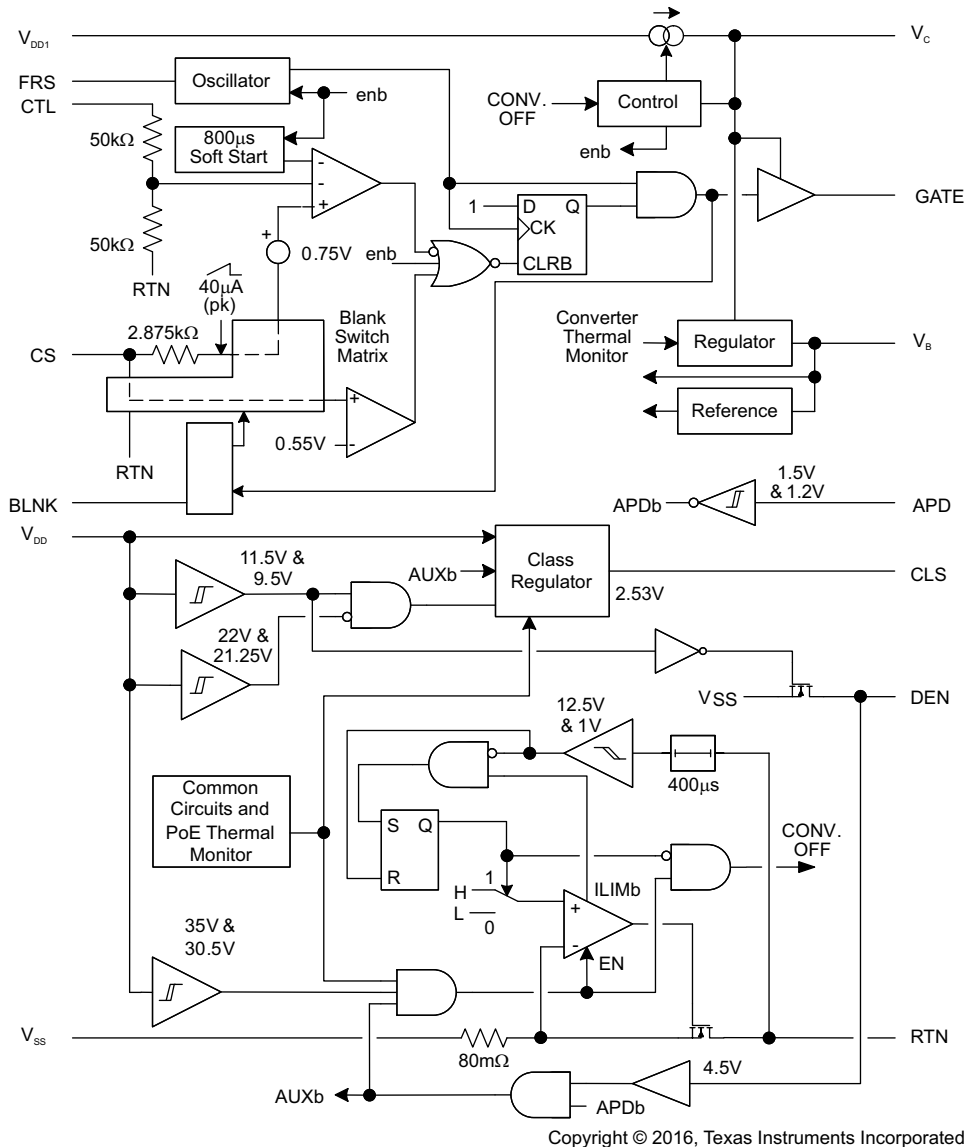 VDD1
VC
FRS
Oscillator
enb
CONV.
OFF
Control
CTL
50kΩ
800μs
Soft Start
enb
-
-
+
GATE
50kΩ
1
D
Q
CK
CLRB
+
0.75V
enb
RTN
40μA
(pk)
2.875kΩ
Blank
Switch
Matrix
Converter
Thermal
Monitor
Regulator
VB
CS
Reference
+
-
0.55V
RTN
BLNK
1.5V
& 1.2V
APDb
APD
VDD
11.5V &
9.5V
AUXb
Class
Regulator
CLS
2.53V
22V &
21.25V
VSS
DEN
12.5V
& 1V
400μs
Common
Circuits and
PoE Thermal
Monitor
S
Q
R
CONV.
OFF
1
H
L
0
ILIMb
+
-
EN
35V &
30.5V
VSS
80mΩ
RTN
4.5V
AUXb
APDb
Copyright © 2016, Texas Instruments Incorporated